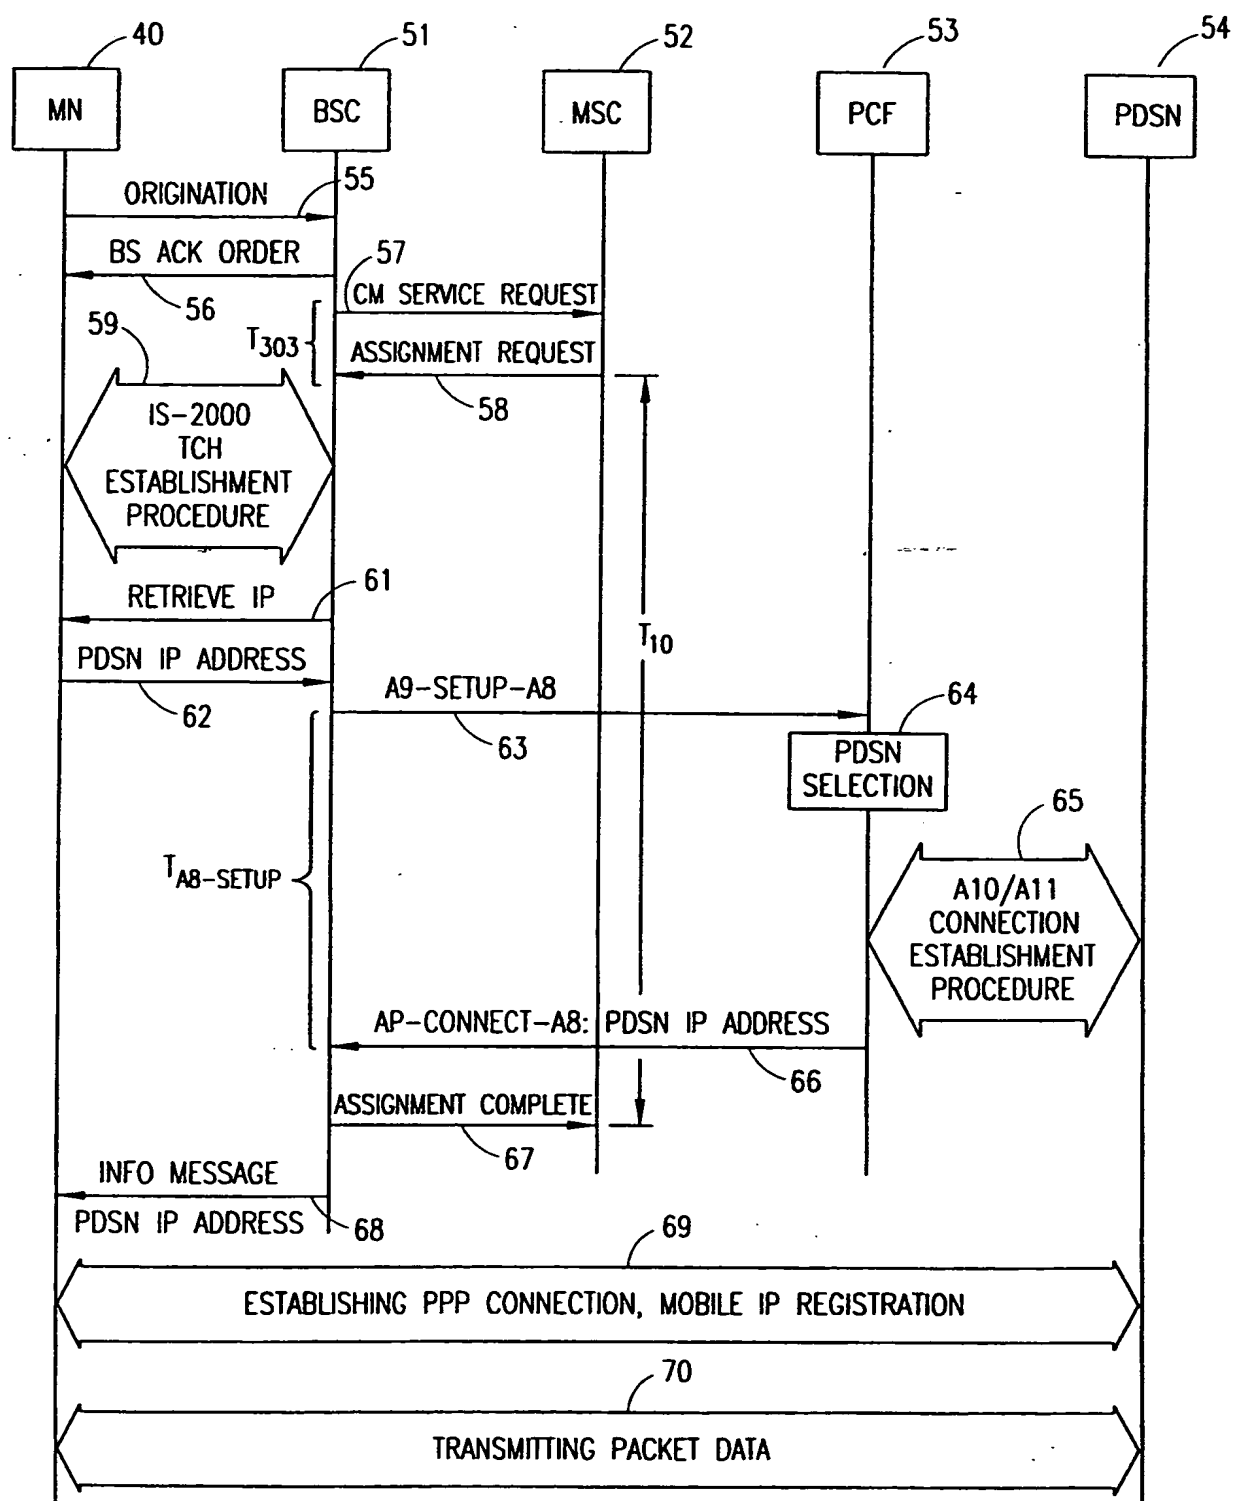 40
51
52
53
54
MN
BSC
MSC
PCF
PDSN
ORIGINATION
55
BS ACK ORDER
56
57
CM SERVICE REQUEST
T303
59
ASSIGNMENT REQUEST
58
IS-2000
TCH
ESTABLISHMENT
PROCEDURE
61
RETRIEVE IP
T10
PDSN IP ADDRESS
62
A9-SETUP-A8
63
64
PDSN
SELECTION
65
TA8-SETUP
A10/A11
CONNECTION
ESTABLISHMENT
PROCEDURE
AP-CONNECT-A8: PDSN IP ADDRESS
66
ASSIGNMENT COMPLETE
67
INFO MESSAGE
PDSN IP ADDRESS
68
69
ESTABLISHING PPP CONNECTION, MOBILE IP REGISTRATION
70
TRANSMITTING PACKET DATA